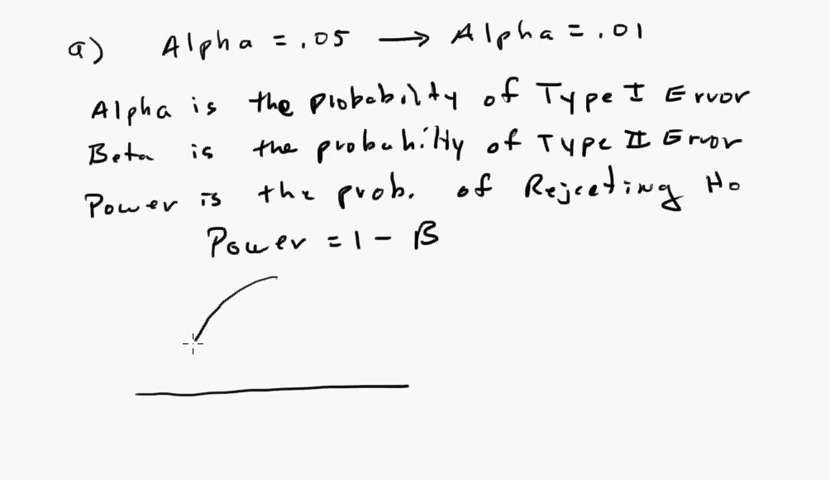 a) Alpha = .05 → Alpha = .01
Alpha is the probability of Type I Error
Beta is the probability of Type II Error
Power is the prob. of Rejecting Ho
Power = 1 - β